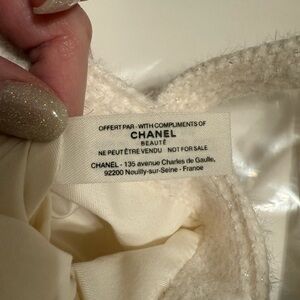 OFFERT PAR - WITH COMPLIMENTS OF
CHANEL
BEAUTÉ
NE PEUT ÊTRE VENDU NOT FOR SALE
CHANEL - 135 avenue Charles de Gaulle,
92200 Neuilly-sur-Seine - France